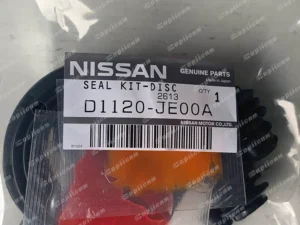 NISSAN
GENUINE PARTS
SEAL KIT-DISC
2613
QTY
1
D1120-JE00A
NISSAN MOTOR CO.,LTD.